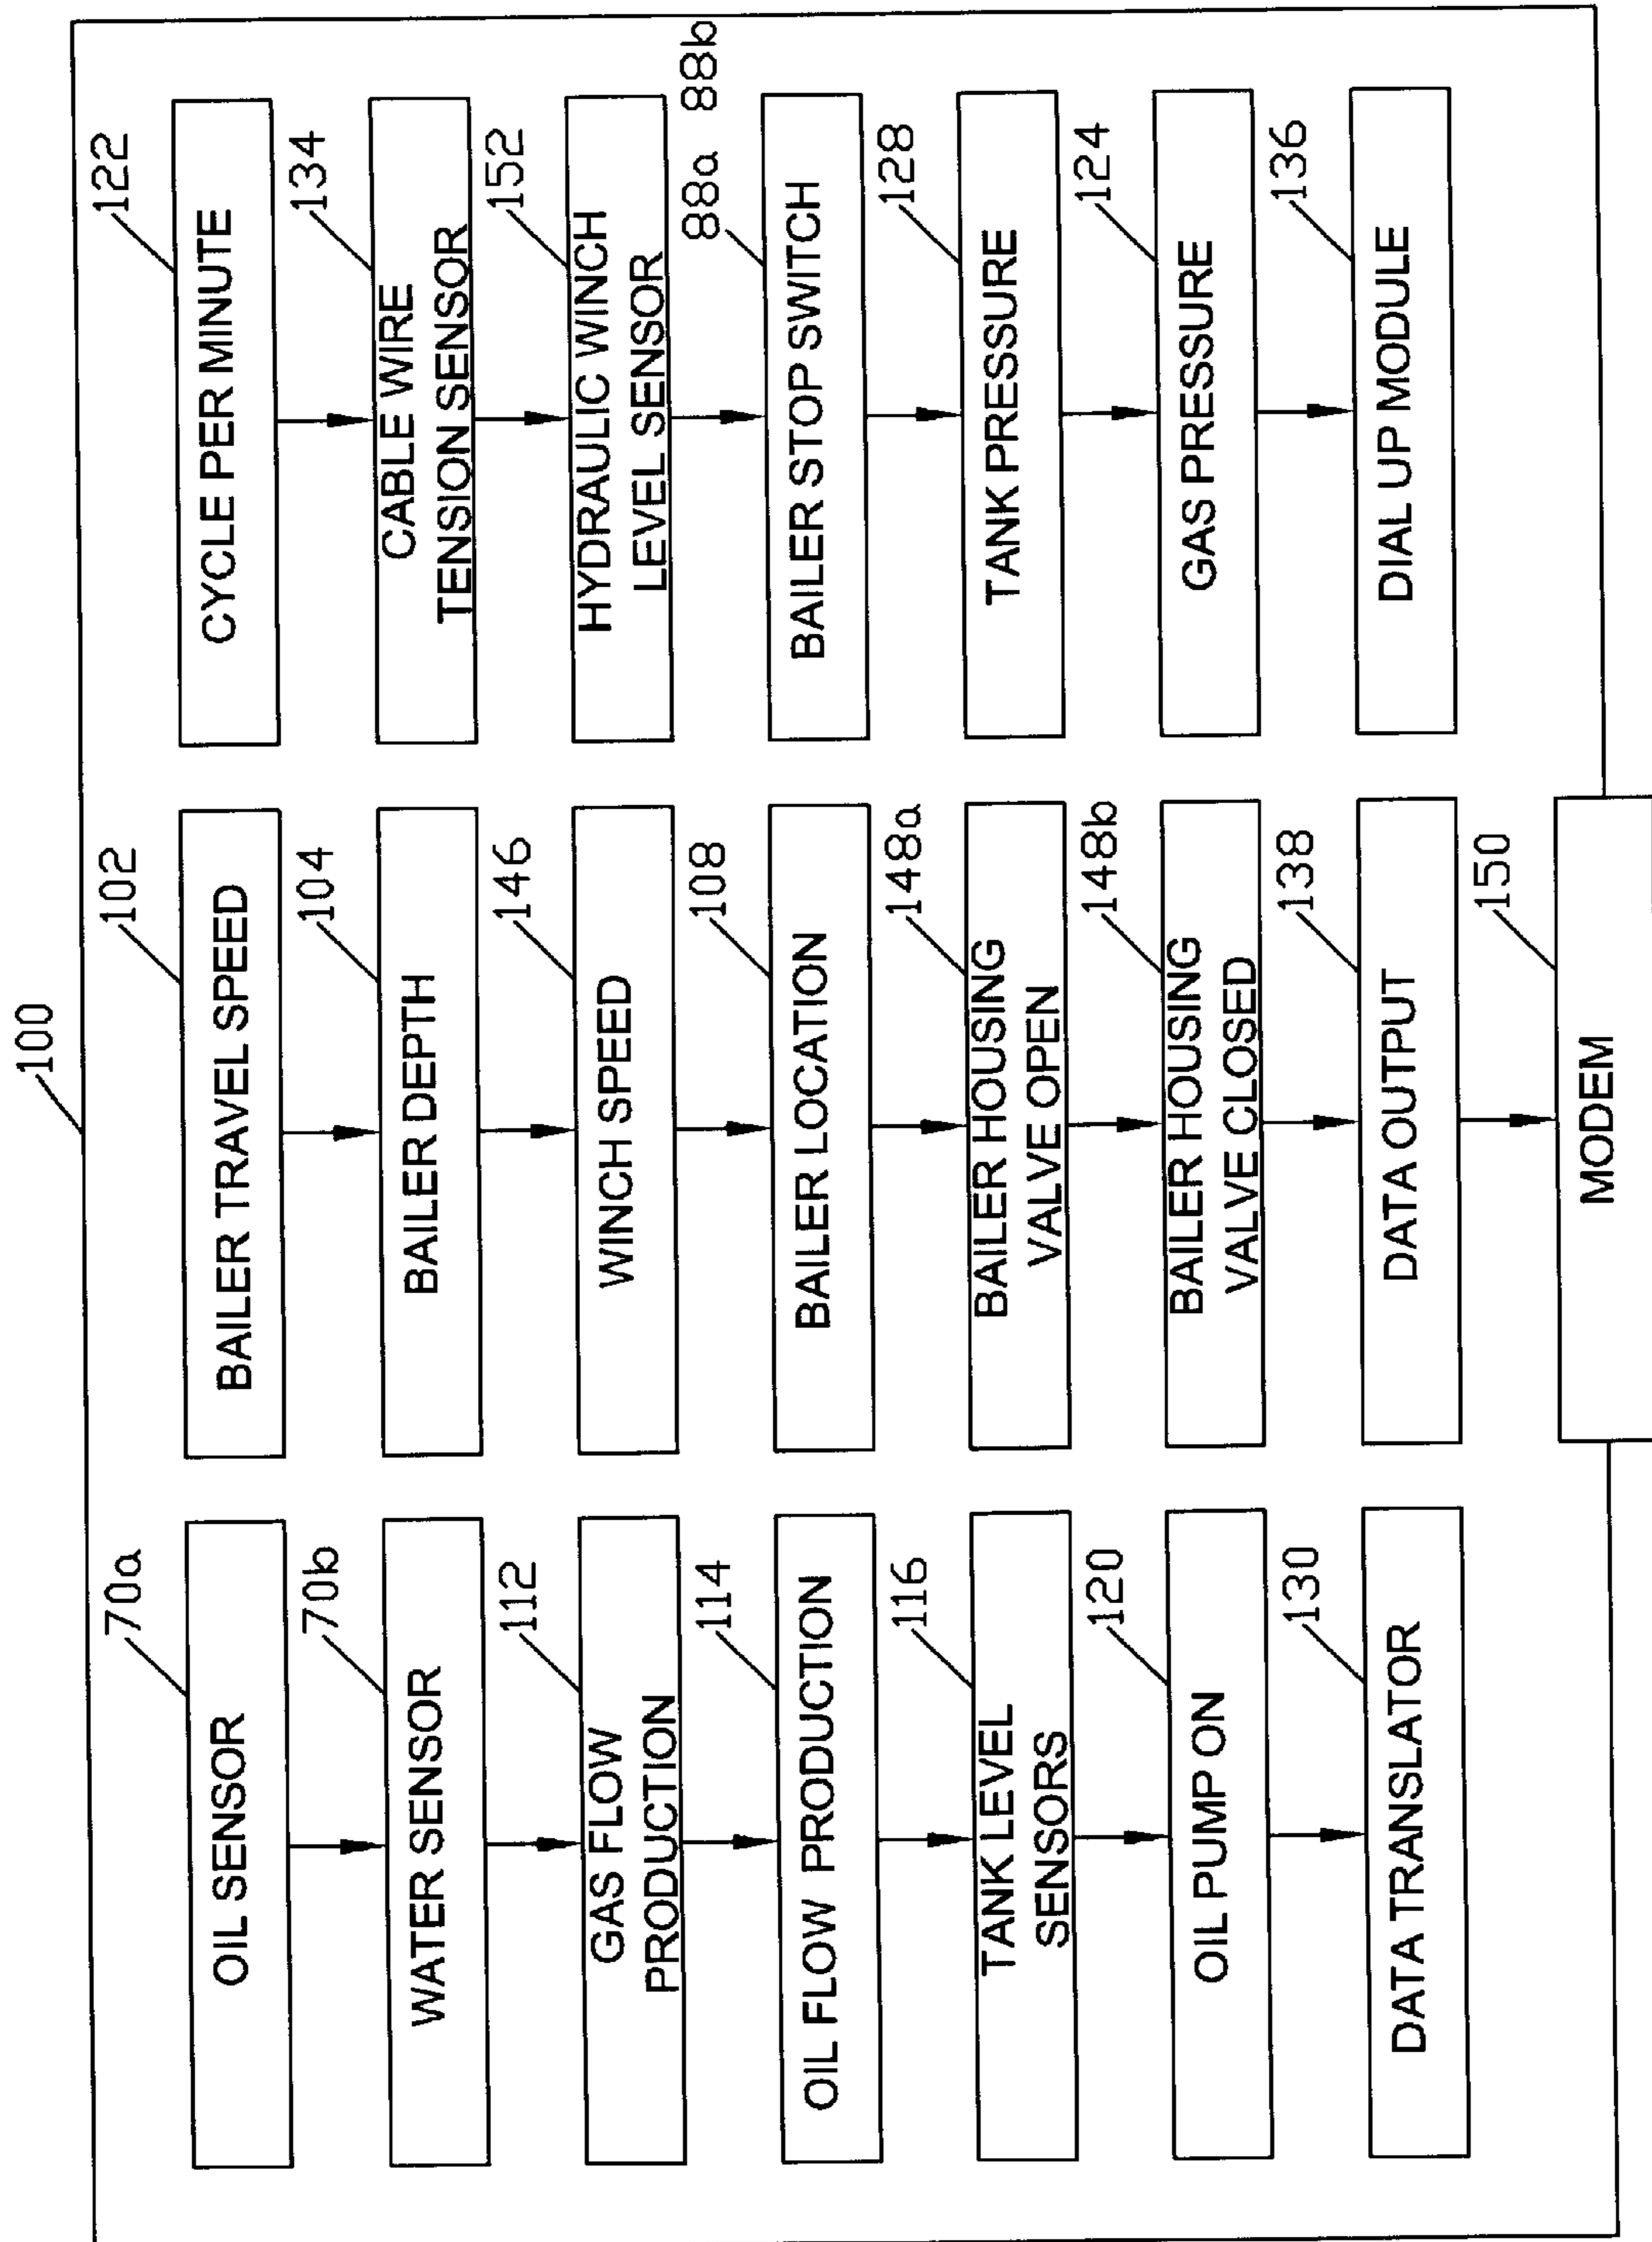 100
70a
OIL SENSOR
70b
WATER SENSOR
112
GAS FLOW
PRODUCTION
114
OIL FLOW PRODUCTION
116
TANK LEVEL
SENSORS
120
OIL PUMP ON
130
DATA TRANSLATOR
102
BAILER TRAVEL SPEED
104
BAILER DEPTH
146
WINCH SPEED
108
BAILER LOCATION
148a
BAILER HOUSING
VALVE OPEN
148b
BAILER HOUSING
VALVE CLOSED
138
DATA OUTPUT
150
MODEM
122
CYCLE PER MINUTE
134
CABLE WIRE
TENSION SENSOR
152
HYDRAULIC WINCH
LEVEL SENSOR
88a 88b
BAILER STOP SWITCH
128
TANK PRESSURE
124
GAS PRESSURE
136
DIAL UP MODULE